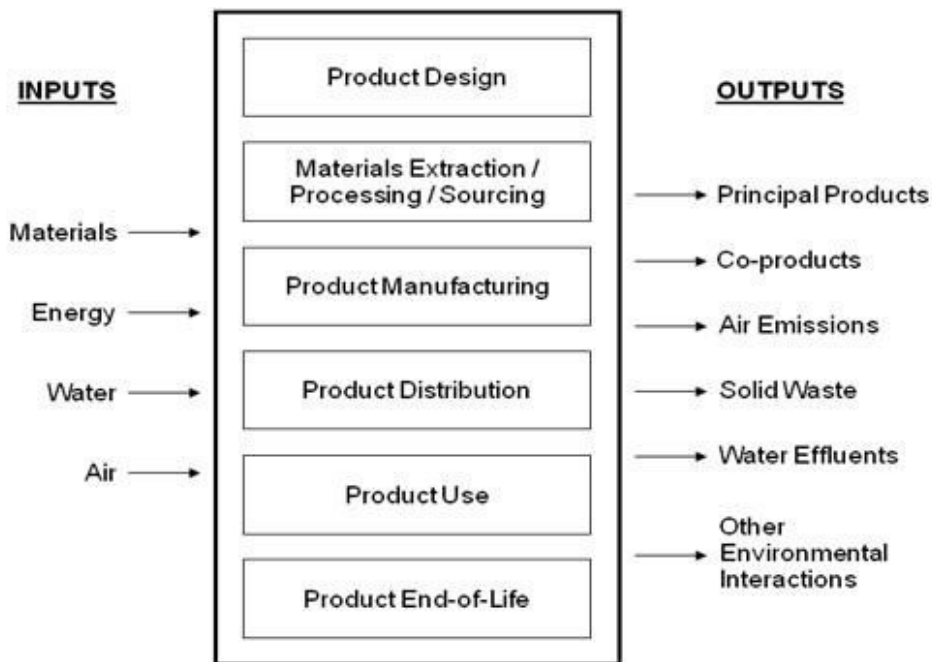 INPUTS
Materials
Energy
Water
Air
Product Design
Materials Extraction /
Processing / Sourcing
Product Manufacturing
Product Distribution
Product Use
Product End-of-Life
OUTPUTS
Principal Products
Co-products
Air Emissions
Solid Waste
Water Effluents
Other
Environmental
Interactions